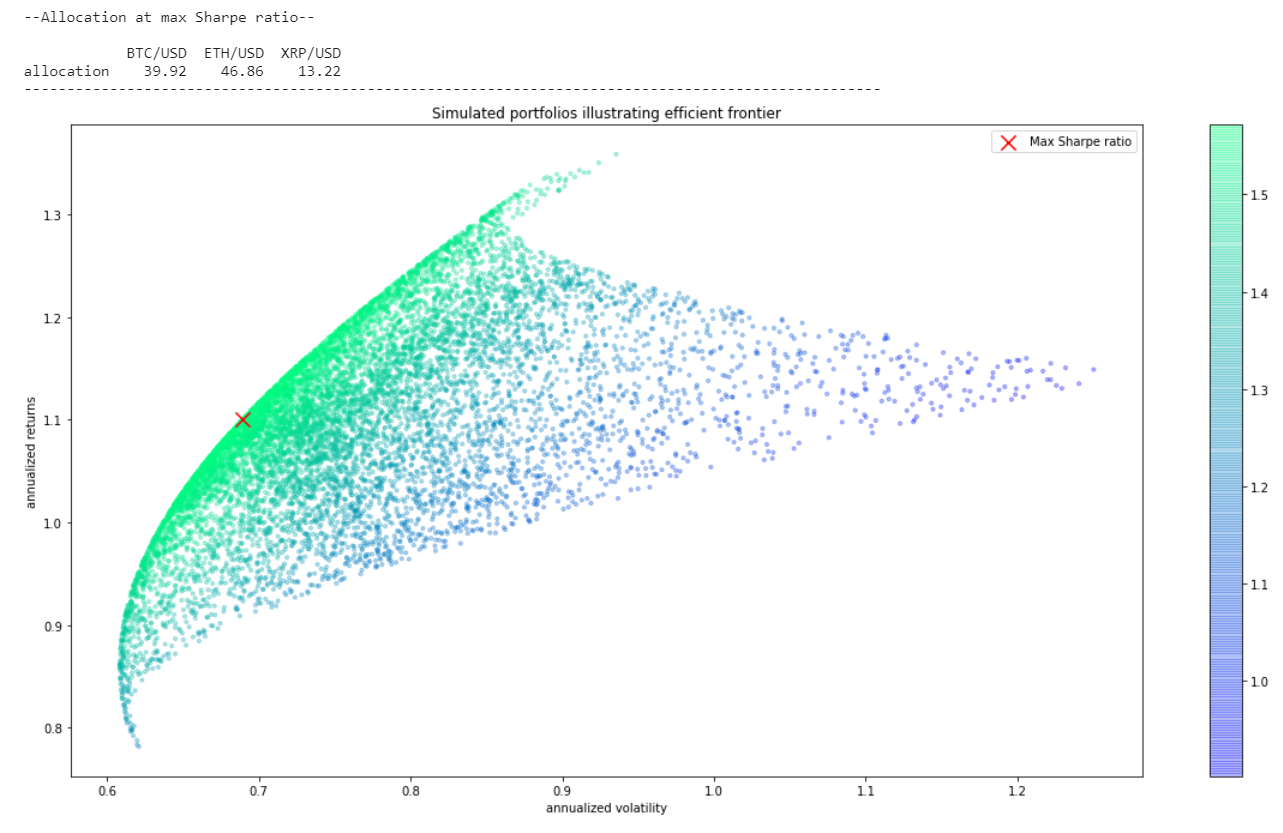 --Allocation at max Sharpe ratio--
BTC/USD ETH/USD XRP/USD
allocation 39.92 46.86 13.22
---------------------------------------------------------------------------------------------------
Simulated portfolios illustrating efficient frontier
Max Sharpe ratio
1.3
1.2
1.1
1.0
0.9
0.8
annualized returns
0.6 0.7 0.8 0.9 1.0 1.1 1.2
annualized volatility
1.5
1.4
1.3
1.2
1.1
1.0